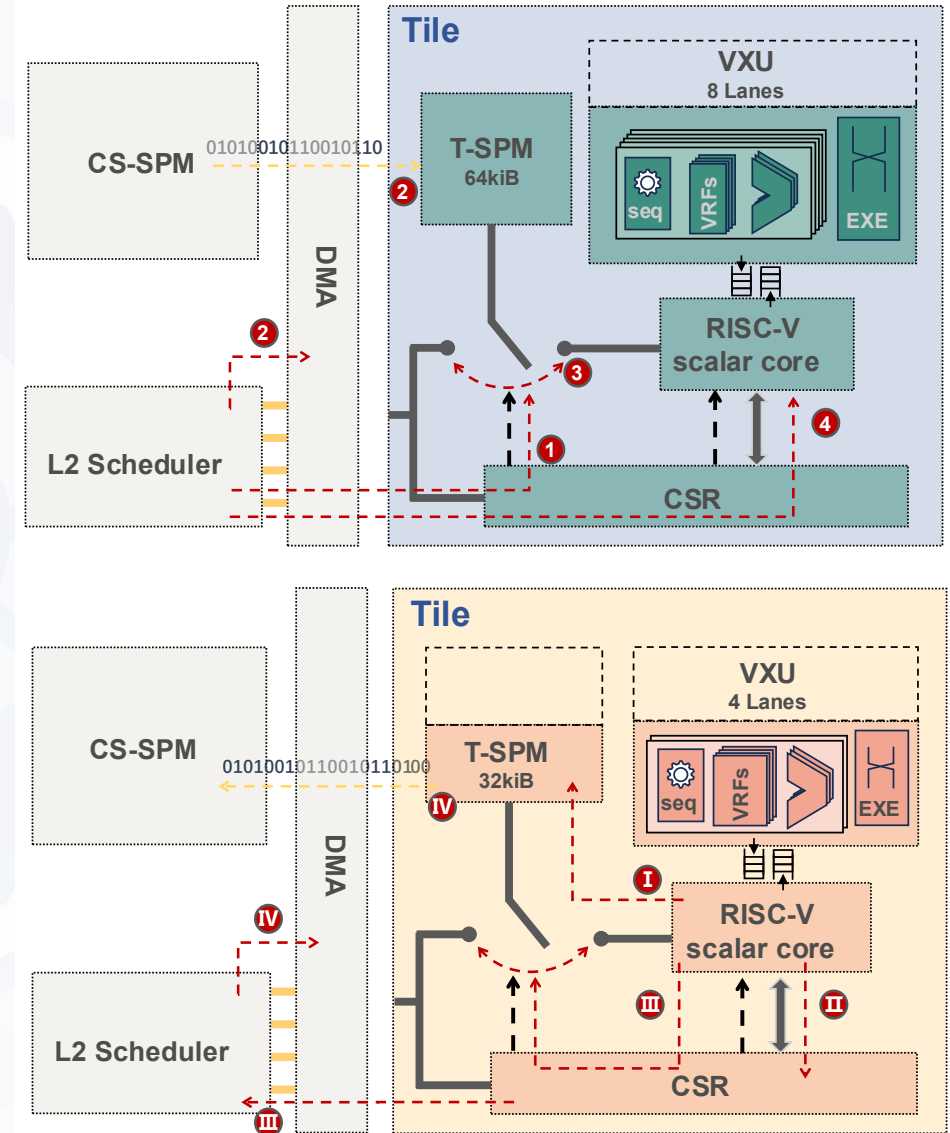 Tile
VXU
8 Lanes
CS-SPM
010100101100101110
T-SPM
64kiB
2
seq
VRFs
EXE
DMA
RISC-V
scalar core
2
3
4
L2 Scheduler
1
CSR
Tile
VXU
4 Lanes
CS-SPM
01010010110010110100
T-SPM
32kiB
IV
seq
VRFs
EXE
DMA
I
RISC-V
scalar core
IV
III
II
L2 Scheduler
CSR
III